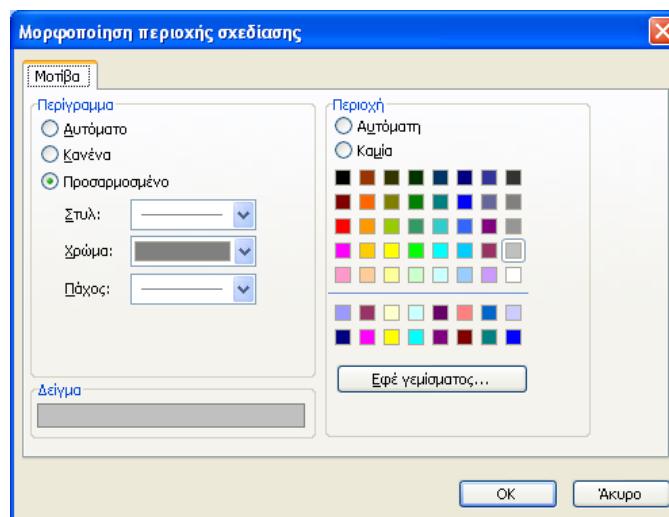 Μορφοποίηση περιοχής σχεδίασης
Μοτίβα
Περίγραμμα
Αυτόματο
Κανένα
Προσαρμοσμένο
Στυλ:
Χρώμα:
Πάχος:
Δείγμα
Περιοχή
Αυτόματη
Καμία
Εφέ γεμίσματος...
OK
Άκυρο